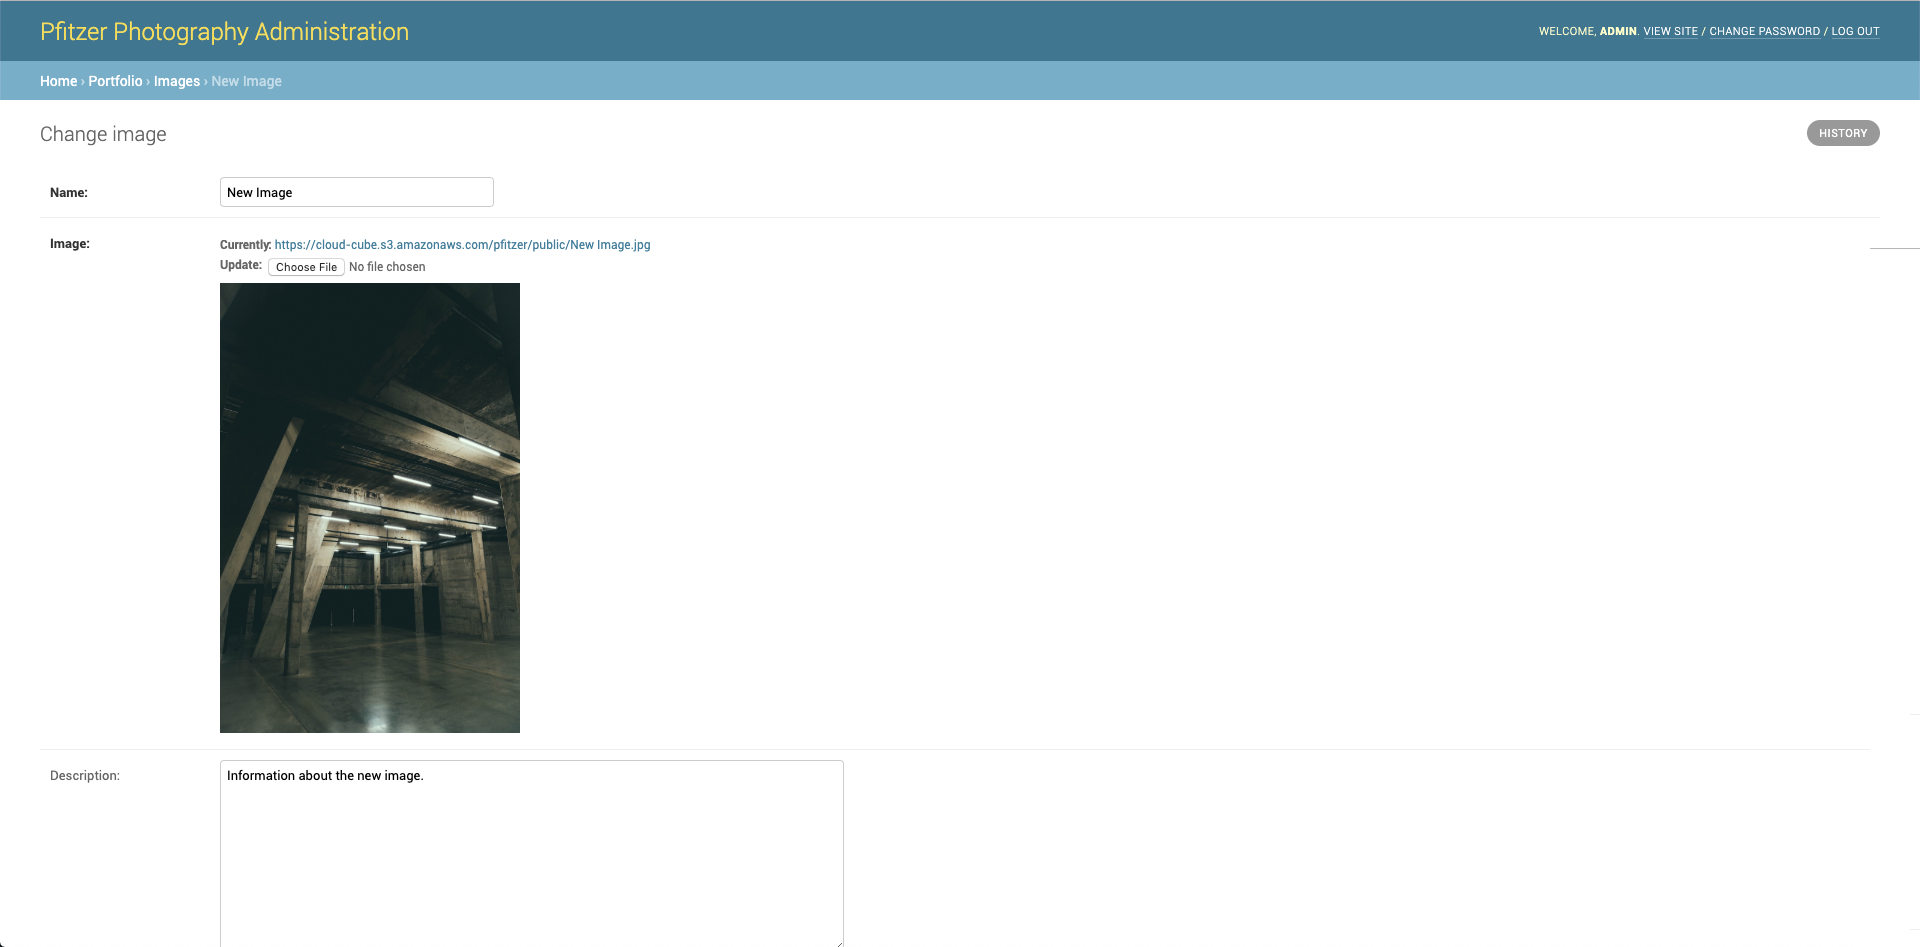 Pfitzer Photography Administration
WELCOME, ADMIN. VIEW SITE / CHANGE PASSWORD / LOG OUT
Home › Portfolio › Images › New Image
Change image
HISTORY
Name:
New Image
Image:
Currently: https://cloud-cube.s3.amazonaws.com/pfitzer/public/New Image.jpg
Update: Choose File No file chosen
Description:
Information about the new image.